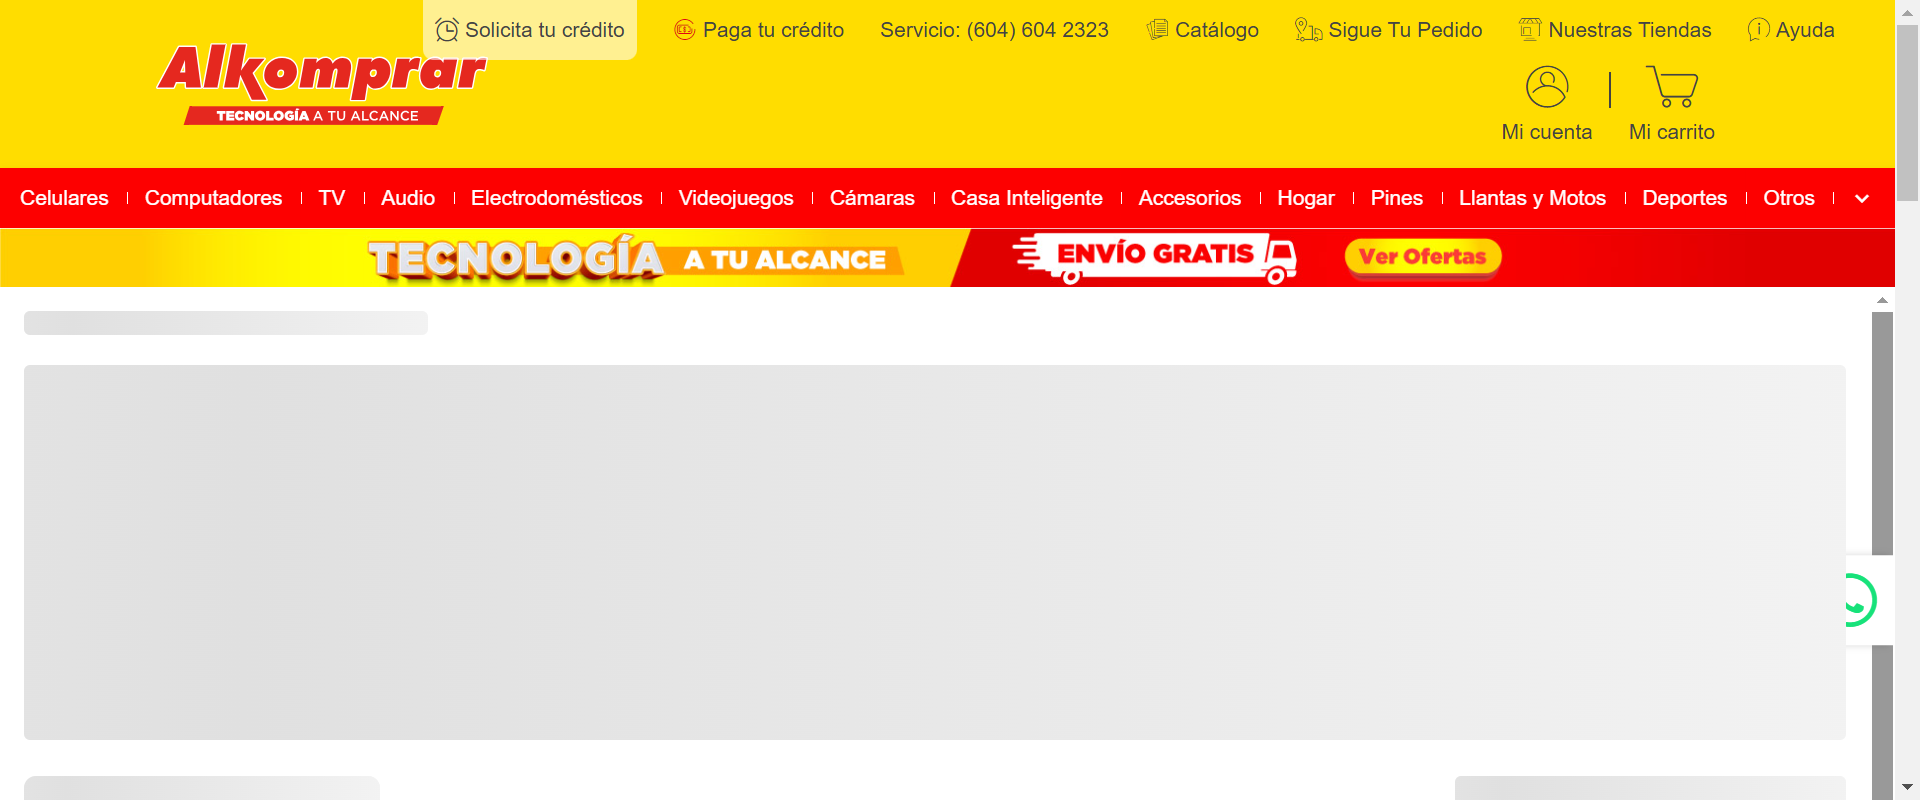 Solicita tu crédito
Paga tu crédito
Servicio: (604) 604 2323
Catálogo
Sigue Tu Pedido
Nuestras Tiendas
Ayuda
Alkomprar
TECNOLOGÍA A TU ALCANCE
Mi cuenta
Mi carrito
Celulares
Computadores
TV
Audio
Electrodomésticos
Videojuegos
Cámaras
Casa Inteligente
Accesorios
Hogar
Pines
Llantas y Motos
Deportes
Otros
TECNOLOGÍA A TU ALCANCE
ENVÍO GRATIS
Ver Ofertas